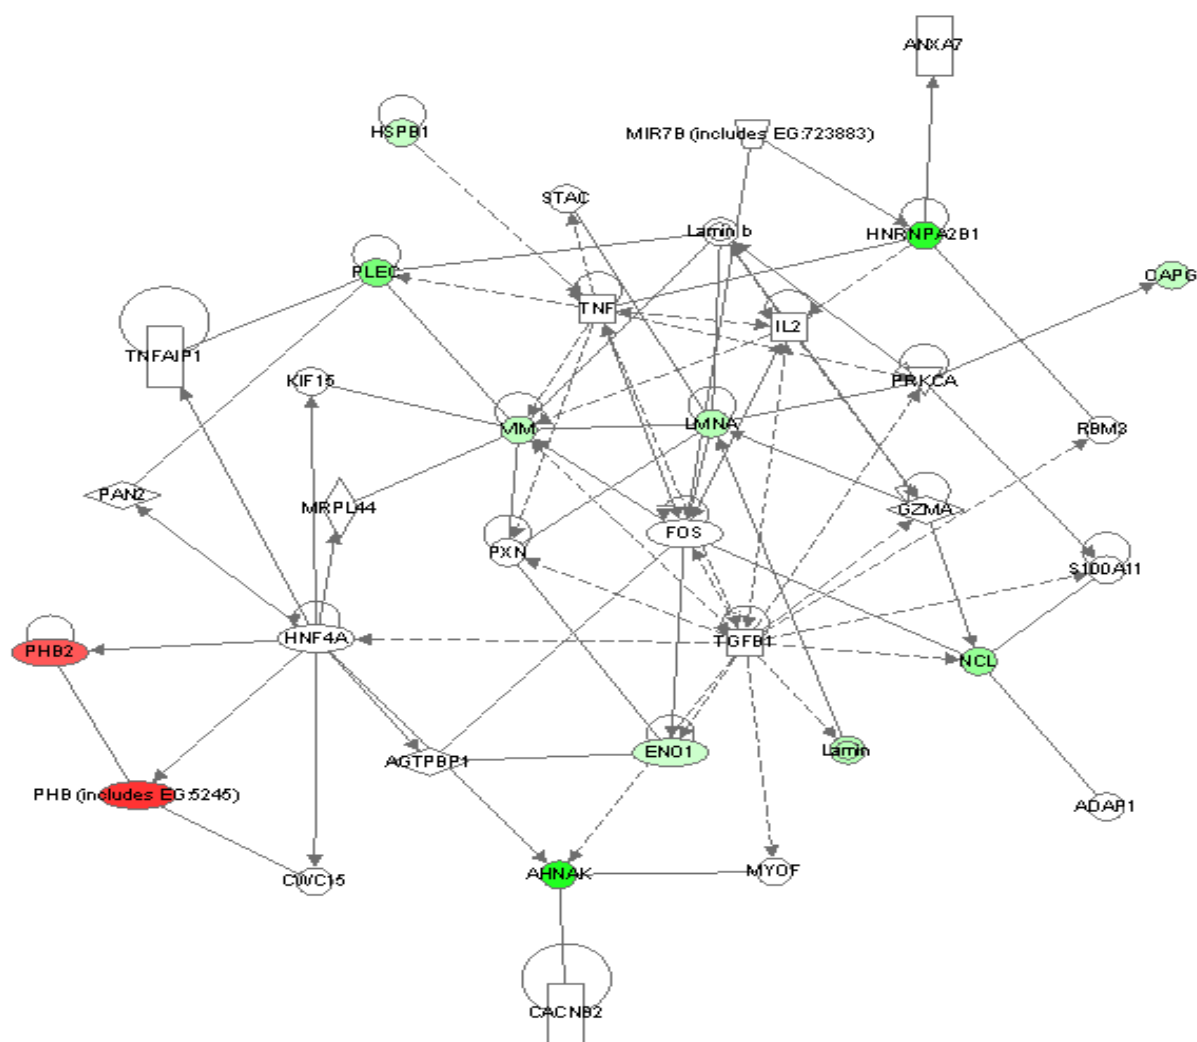 ANXA7
HSPB1
MIR7B (includes EG:723883)
STAC
Lamin b
HNRNPA2B1
PLEC
CAPG
TNF
IL2
TNFAIP1
KIF15
PRKCA
VIM
LMNA
RBM3
PAN2
MRPL44
GZMA
FOS
PXN
S100A11
HNF4A
TGFB1
PHB2
NCL
ENO1
Lamin
AGTPBP1
PHB (includes EG:5245)
ADAP1
CWC15
AHNAK
MYOF
CACNB2